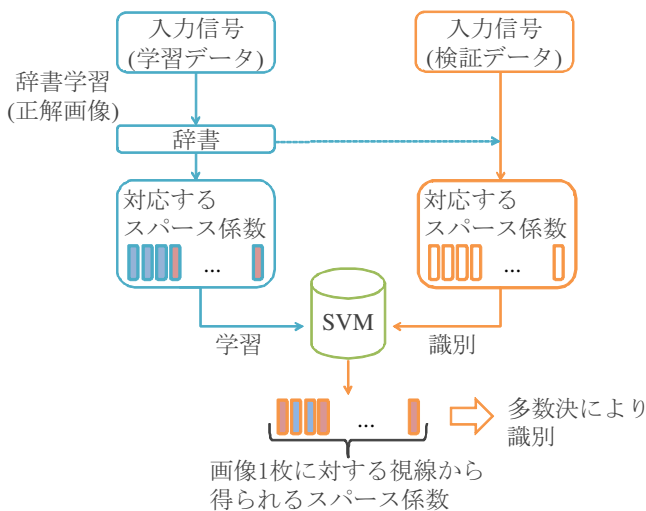 入力信号
(学習データ)
入力信号
(検証データ)
辞書学習
(正解画像)
辞書
対応する
スパース係数
...
対応する
スパース係数
...
SVM
学習
識別
...
多数決により
識別
画像1枚に対する視線から
得られるスパース係数